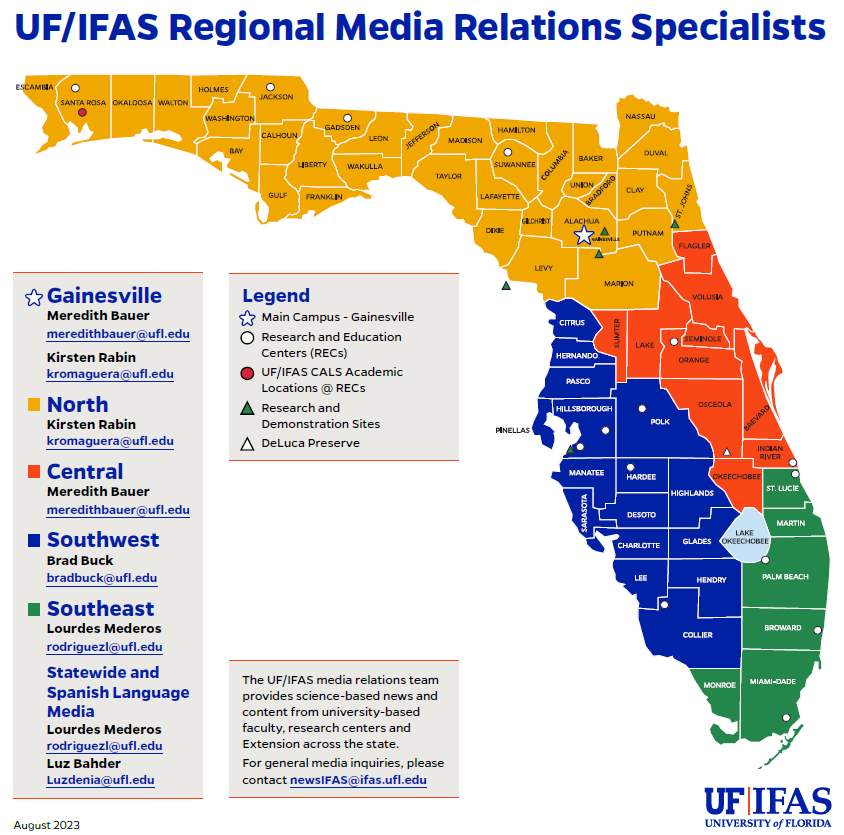 UF/IFAS Regional Media Relations Specialists
ESCAMBIA
SANTA ROSA
OKALOOSA
WALTON
HOLMES
WASHINGTON
JACKSON
BAY
CALHOUN
GULF
LIBERTY
GADSDEN
FRANKLIN
LEON
WAKULLA
JEFFERSON
MADISON
TAYLOR
HAMILTON
SUWANNEE
LAFAYETTE
DIXIE
COLUMBIA
GILCHRIST
BAKER
UNION
BRADFORD
ALACHUA
GAINESVILLE
LEVY
NASSAU
DUVAL
CLAY
ST. JOHNS
PUTNAM
MARION
FLAGLER
VOLUSIA
CITRUS
SUMTER
LAKE
SEMINOLE
ORANGE
HERNANDO
PASCO
HILLSBOROUGH
PINELLAS
POLK
OSCEOLA
BREVARD
INDIAN
RIVER
MANATEE
HARDEE
HIGHLANDS
OKEECHOBEE
ST. LUCIE
SARASOTA
DESOTO
MARTIN
CHARLOTTE
GLADES
LAKE
OKEECHOBEE
LEE
HENDRY
PALM BEACH
COLLIER
BROWARD
MONROE
MIAMI-DADE
Gainesville
Meredith Bauer
meredithbauer@ufl.edu
Kirsten Rabin
kromaguera@ufl.edu
North
Kirsten Rabin
kromaguera@ufl.edu
Central
Meredith Bauer
meredithbauer@ufl.edu
Southwest
Brad Buck
bradbuck@ufl.edu
Southeast
Lourdes Mederos
rodriguezl@ufl.edu
Statewide and
Spanish Language
Media
Lourdes Mederos
rodriguezl@ufl.edu
Luz Bahder
Luzdenia@ufl.edu
Legend
Main Campus - Gainesville
Research and Education
Centers (RECs)
UF/IFAS CALS Academic
Locations @ RECs
Research and
Demonstration Sites
DeLuca Preserve
The UF/IFAS media relations team
provides science-based news and
content from university-based
faculty, research centers and
Extension across the state.
For general media inquiries, please
contact newsIFAS@ifas.ufl.edu
August 2023
UF|IFAS
UNIVERSITY of FLORIDA